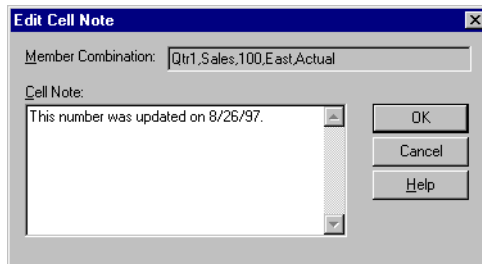 Edit Cell Note
Member Combination: Qtr1,Sales,100,East,Actual
Cell Note:
This number was updated on 8/26/97.
OK
Cancel
Help